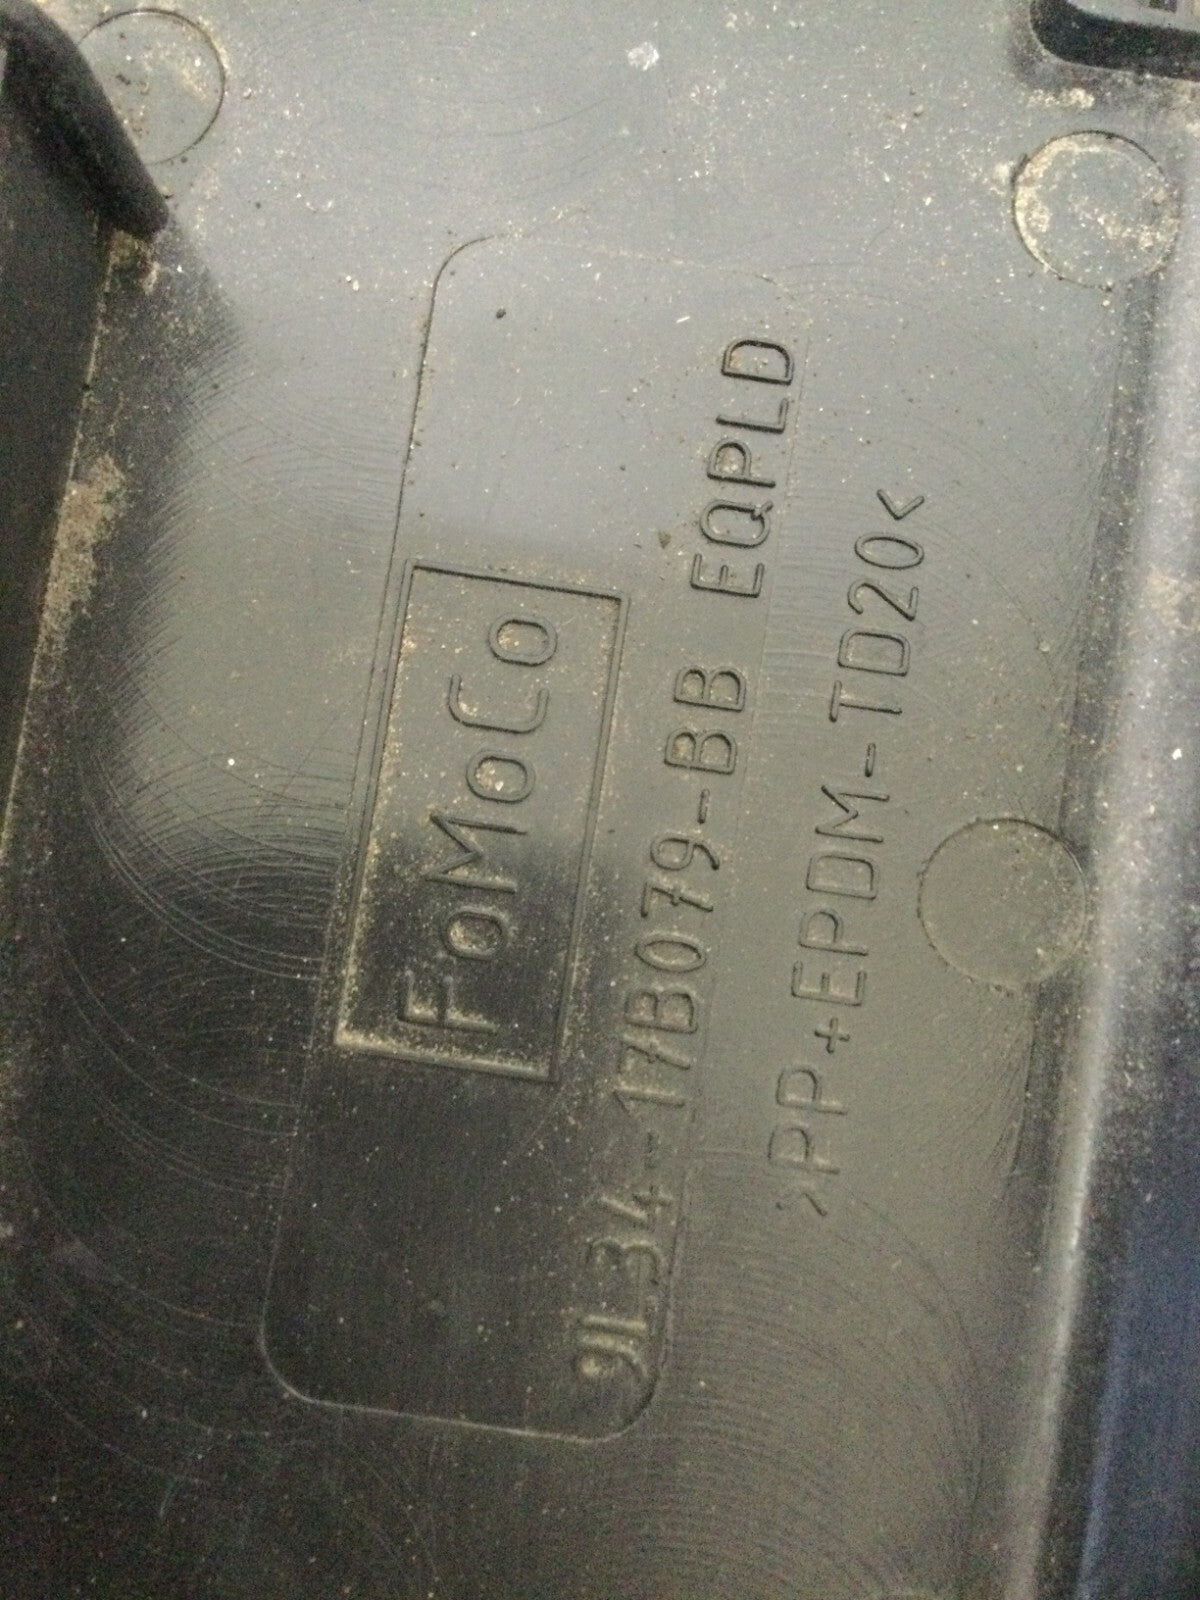 FoMoCo
9L34-17B079-BB EQPLD
>PP+EPDM-TD20<